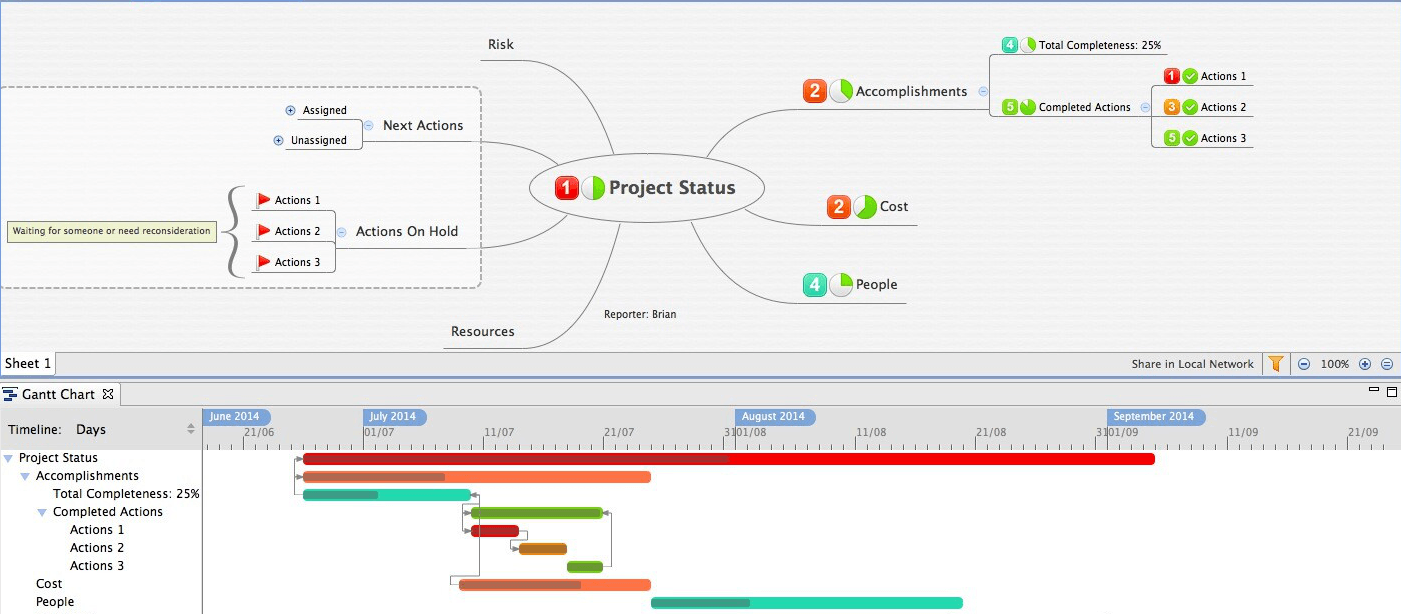 Risk
Assigned
Unassigned
Next Actions
Actions 1
Actions 2
Actions 3
Actions On Hold
Waiting for someone or need reconsideration
Resources
1 Project Status
Reporter: Brian
2 Accomplishments
4 Total Completeness: 25%
5 Completed Actions
1 Actions 1
3 Actions 2
5 Actions 3
2 Cost
4 People
Sheet 1
Share in Local Network
100%
Gantt Chart
Timeline: Days
June 2014 July 2014 August 2014 September 2014
21/06 01/07 11/07 21/07 31 01/08 11/08 21/08 31 01/09 11/09 21/09
Project Status
Accomplishments
Total Completeness: 25%
Completed Actions
Actions 1
Actions 2
Actions 3
Cost
People